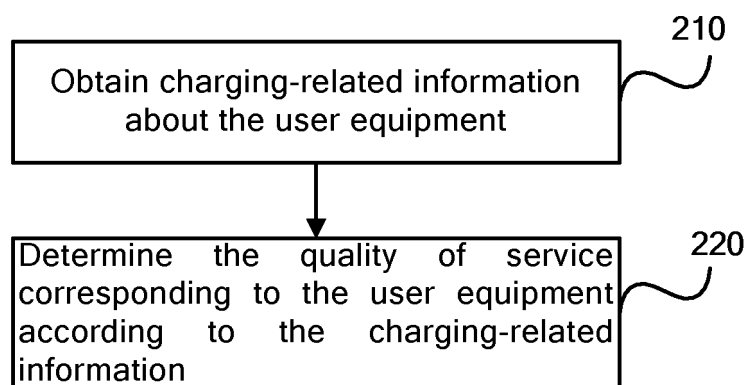 210
Obtain charging-related information
about the user equipment
220
Determine the quality of service
corresponding to the user equipment
according to the charging-related
information